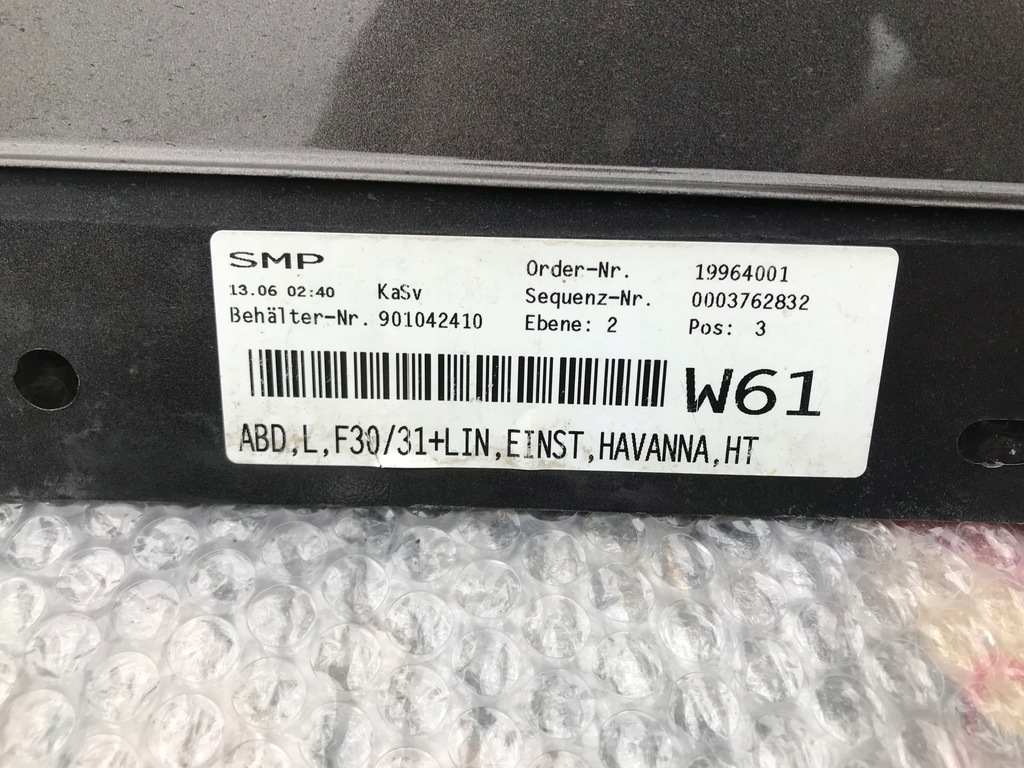 SMP
13.06 02:40 KaSv
Behälter-Nr. 901042410
Order-Nr. 19964001
Sequenz-Nr. 0003762832
Ebene: 2 Pos: 3
W61
ABD,L,F30/31+LIN,EINST,HAVANNA,HT